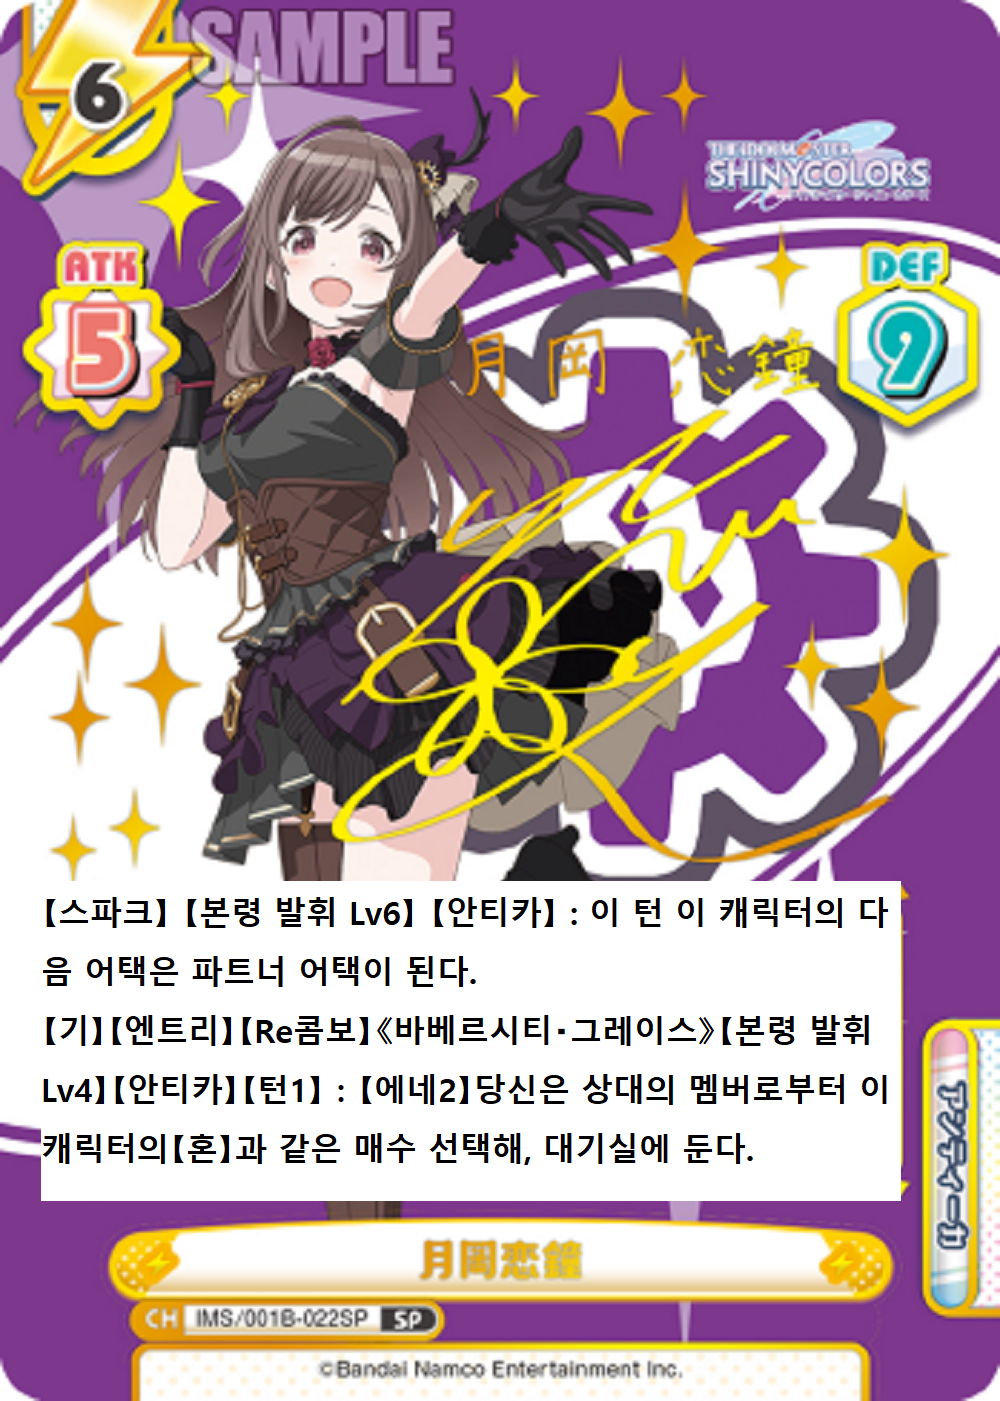 SAMPLE
6
THE IDOLM@STER
SHINYCOLORS
ATK
5
DEF
9
月岡 恋鐘
【스파크】 【본령 발휘 Lv6】 【안티카】 : 이 턴 이 캐릭터의 다
음 어택은 파트너 어택이 된다.
【기】【엔트리】【Re콤보】《바베르시티·그레이스》【본령 발휘
Lv4】【안티카】【턴1】 : 【에네2】당신은 상대의 멤버로부터 이
캐릭터의【혼】과 같은 매수 선택해, 대기실에 둔다.
アンティーカ
月岡恋鐘
CH IMS/001B-022SP SP
©Bandai Namco Entertainment Inc.